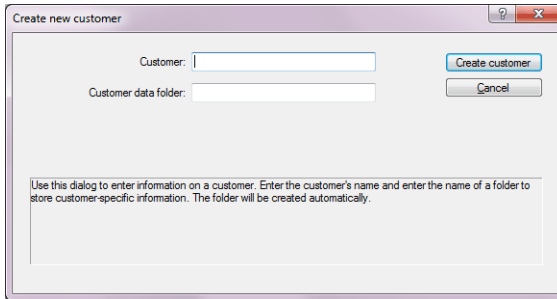 Create new customer
?
Customer:
Create customer
Customer data folder:
Cancel
Use this dialog to enter information on a customer. Enter the customer's name and enter the name of a folder to
store customer-specific information. The folder will be created automatically.